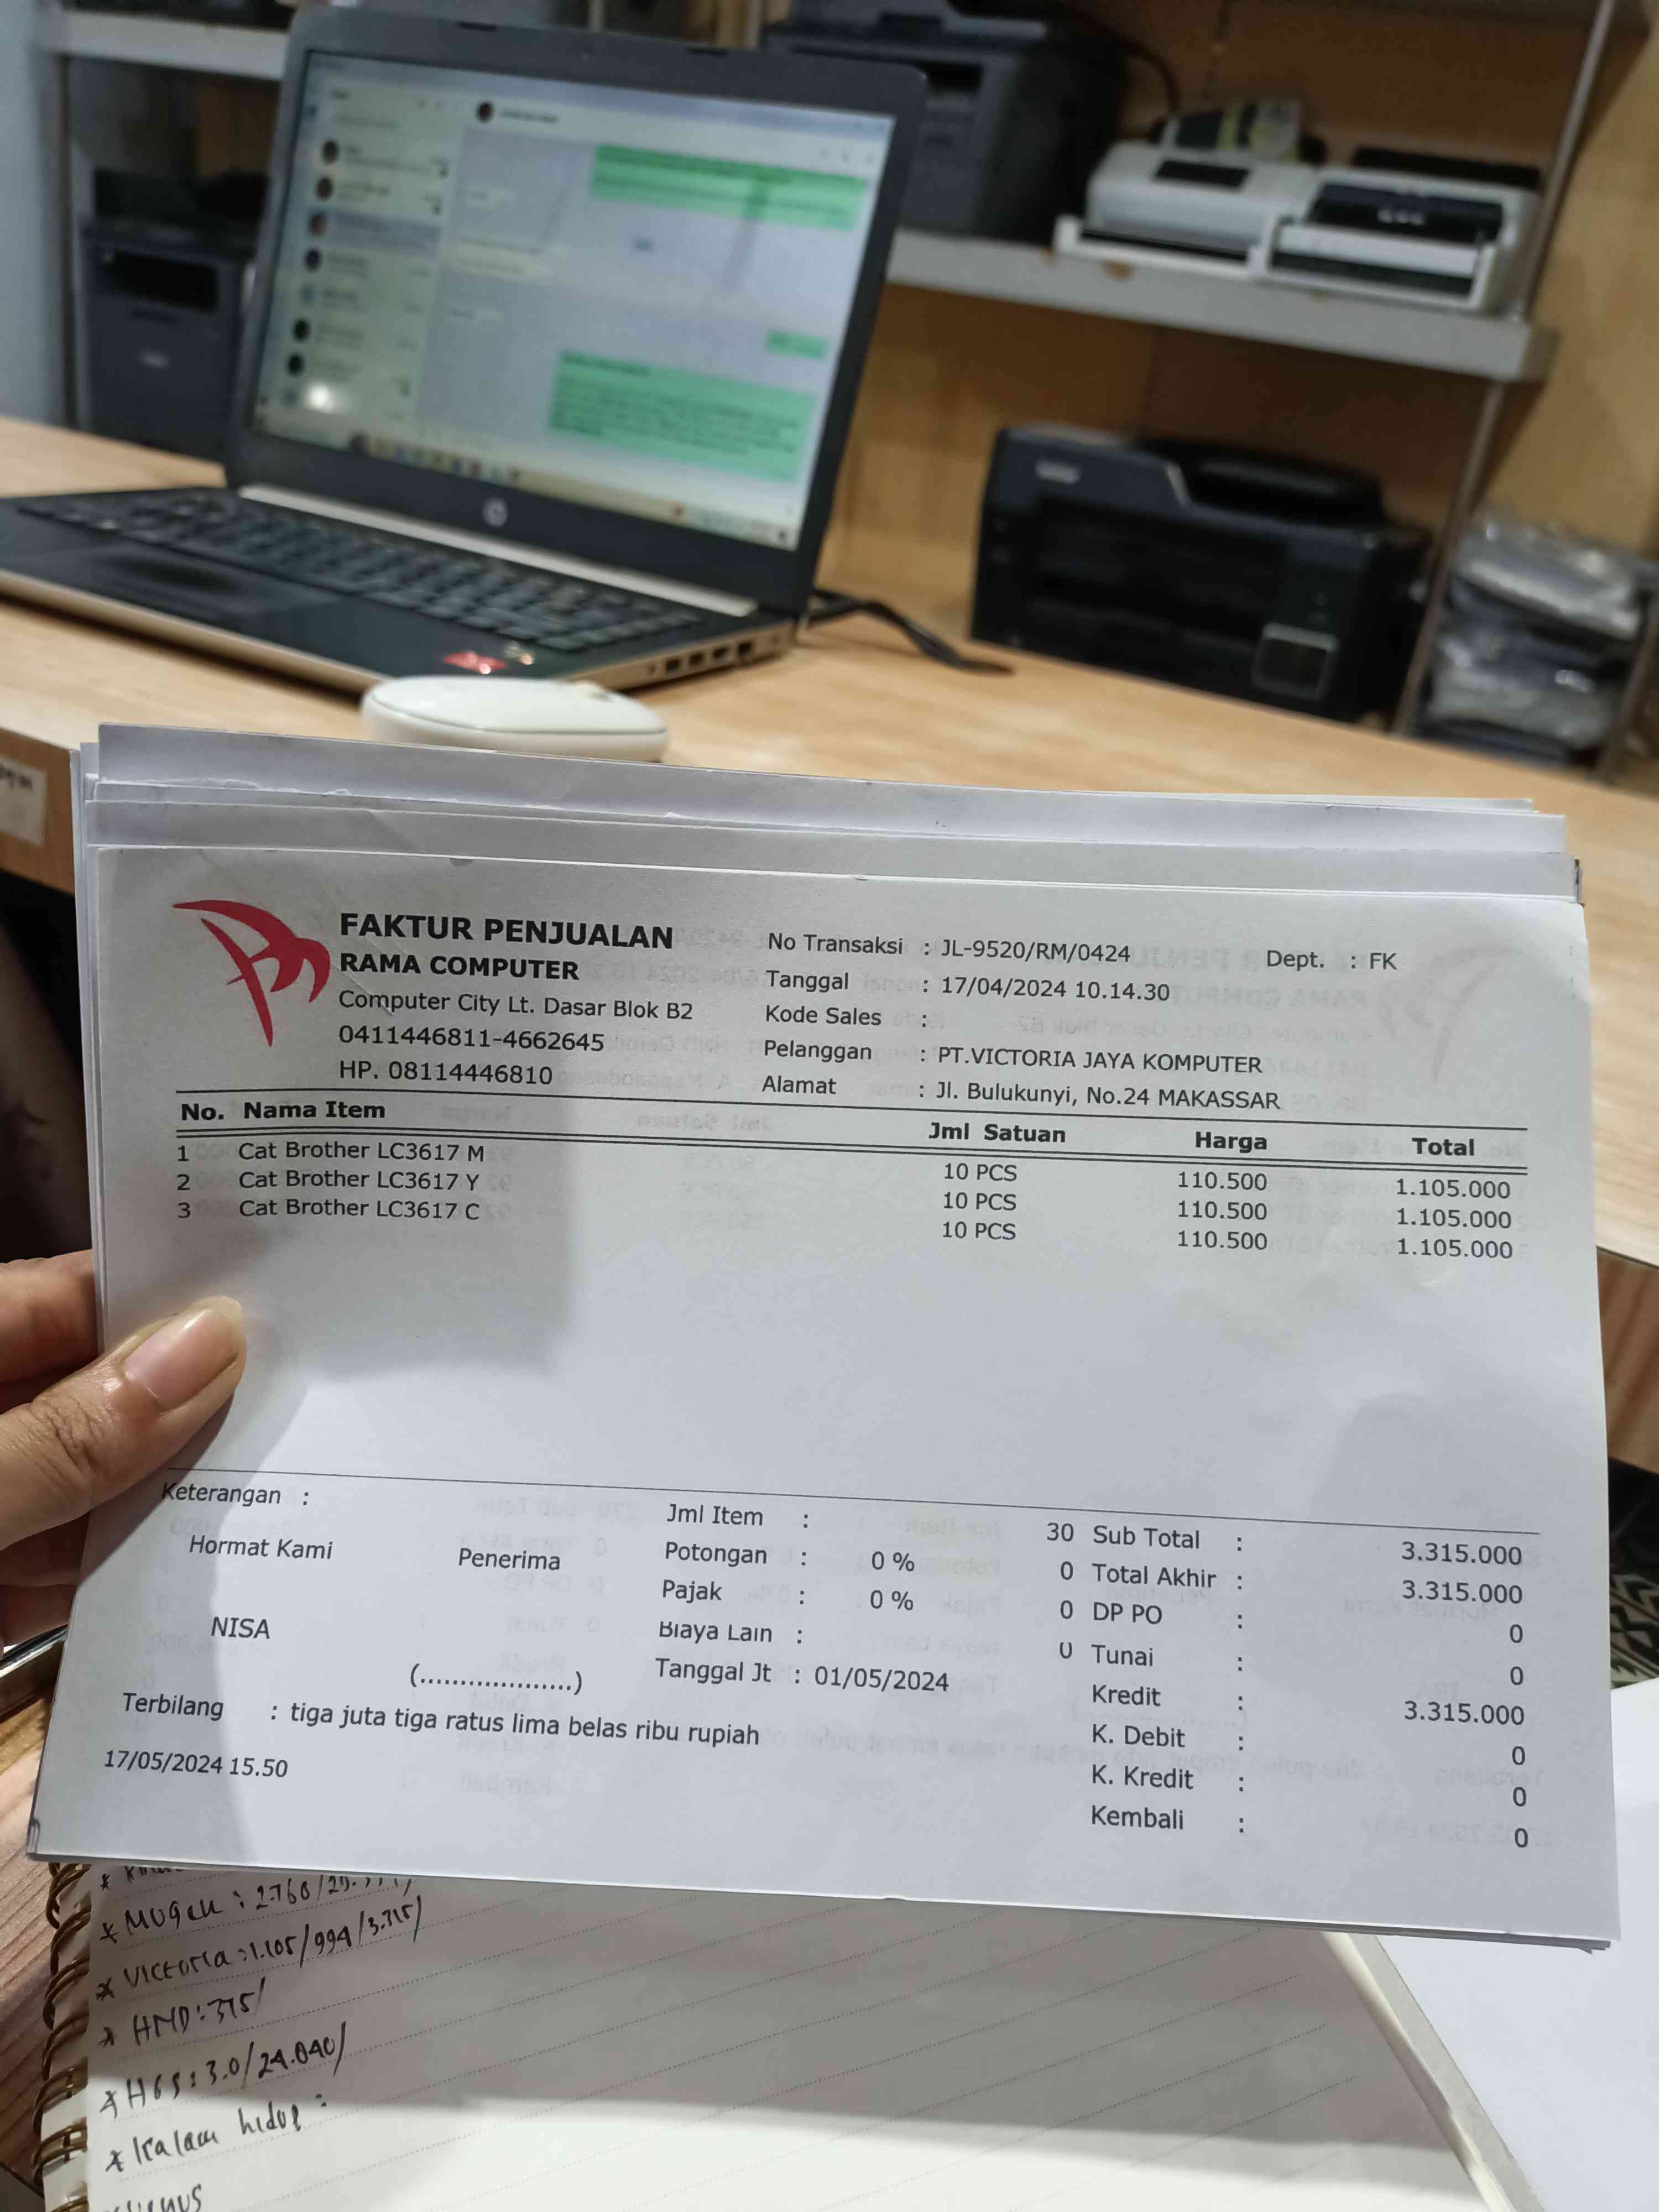 FAKTUR PENJUALAN
RAMA COMPUTER
Computer City Lt. Dasar Blok B2
0411446811-4662645
HP. 08114446810
No Transaksi : JL-9520/RM/0424 Dept. : FK
Tanggal : 17/04/2024 10.14.30
Kode Sales :
Pelanggan : PT.VICTORIA JAYA KOMPUTER
Alamat : Jl. Bulukunyi, No.24 MAKASSAR
No. Nama Item Jml Satuan Harga Total
1 Cat Brother LC3617 M 10 PCS 110.500 1.105.000
2 Cat Brother LC3617 Y 10 PCS 110.500 1.105.000
3 Cat Brother LC3617 C 10 PCS 110.500 1.105.000
Keterangan :
Hormat Kami Penerima
NISA
(...................)
Jml Item : 30
Potongan : 0 % 0
Pajak : 0 % 0
Biaya Lain : 0
Tanggal Jt : 01/05/2024
Sub Total : 3.315.000
Total Akhir : 3.315.000
DP PO : 0
Tunai : 0
Kredit : 3.315.000
K. Debit : 0
K. Kredit : 0
Kembali : 0
Terbilang : tiga juta tiga ratus lima belas ribu rupiah
17/05/2024 15.50
* Mugen : 2.760/
* Victoria : 1.105/994/3.315/
* HMD : 375/
* HGS : 3.0/24.040/
* Kalam hidup :
hp